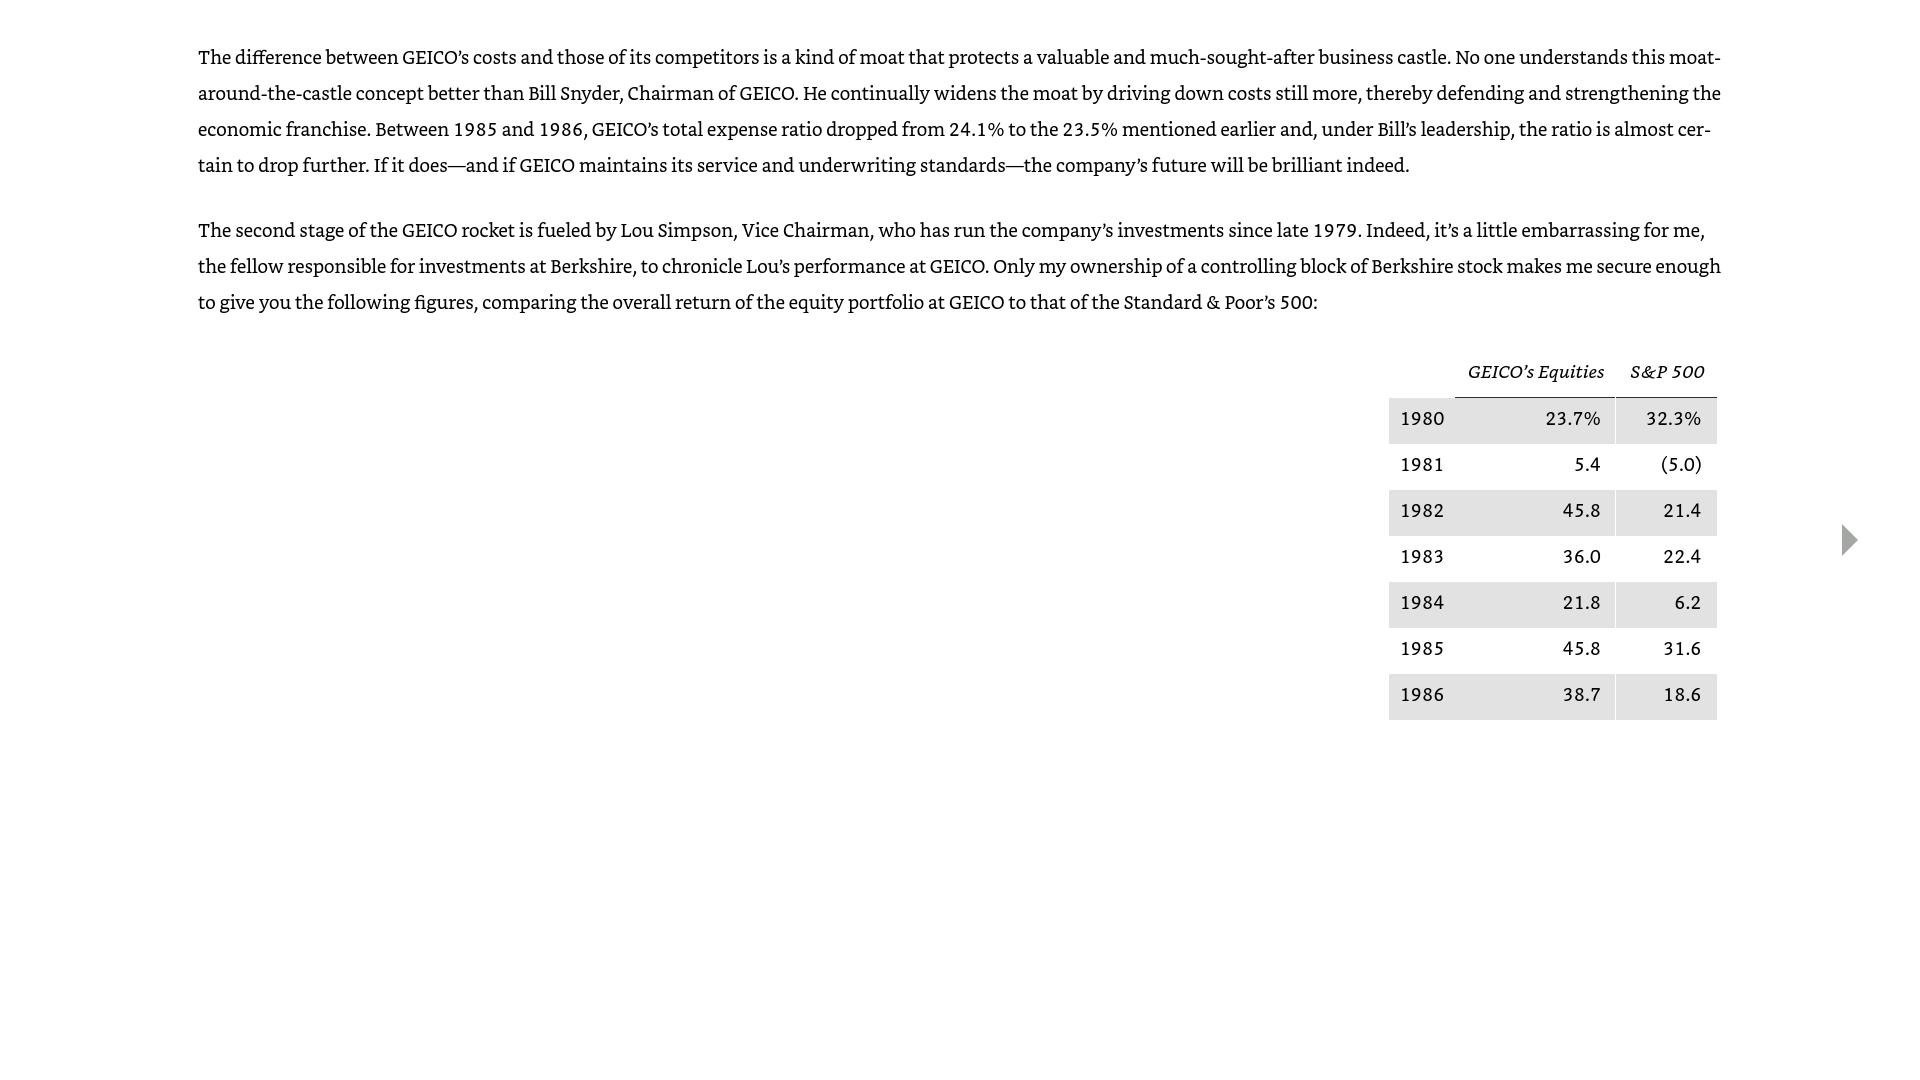 The difference between GEICO’s costs and those of its competitors is a kind of moat that protects a valuable and much-sought-after business castle. No one understands this moat-
around-the-castle concept better than Bill Snyder, Chairman of GEICO. He continually widens the moat by driving down costs still more, thereby defending and strengthening the
economic franchise. Between 1985 and 1986, GEICO’s total expense ratio dropped from 24.1% to the 23.5% mentioned earlier and, under Bill’s leadership, the ratio is almost cer-
tain to drop further. If it does—and if GEICO maintains its service and underwriting standards—the company’s future will be brilliant indeed.
The second stage of the GEICO rocket is fueled by Lou Simpson, Vice Chairman, who has run the company’s investments since late 1979. Indeed, it’s a little embarrassing for me,
the fellow responsible for investments at Berkshire, to chronicle Lou’s performance at GEICO. Only my ownership of a controlling block of Berkshire stock makes me secure enough
to give you the following figures, comparing the overall return of the equity portfolio at GEICO to that of the Standard & Poor’s 500:
GEICO’s Equities S&P 500
1980 23.7% 32.3%
1981 5.4 (5.0)
1982 45.8 21.4
1983 36.0 22.4
1984 21.8 6.2
1985 45.8 31.6
1986 38.7 18.6